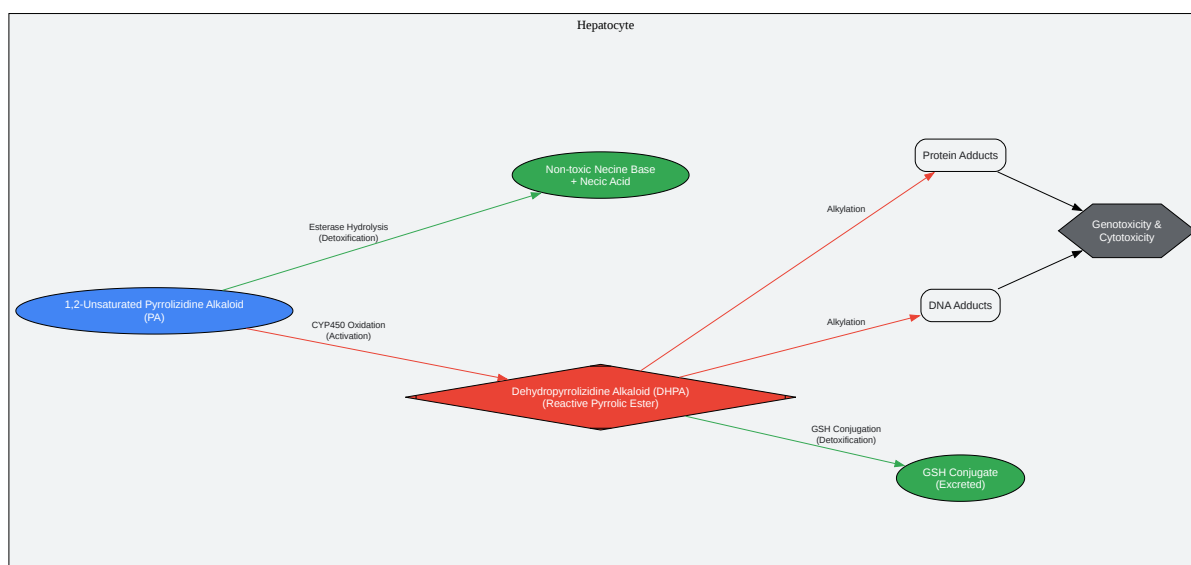 Hepatocyte
Protein Adducts
Non-toxic Necine Base
+ Necic Acid
Alkylation
Genotoxicity &
Cytotoxicity
Esterase Hydrolysis
(Detoxification)
1,2-Unsaturated Pyrrolizidine Alkaloid
(PA)
DNA Adducts
CYP450 Oxidation
(Activation)
Alkylation
Dehydropyrrolizidine Alkaloid (DHPA)
(Reactive Pyrrolic Ester)
GSH Conjugation
(Detoxification)
GSH Conjugate
(Excreted)